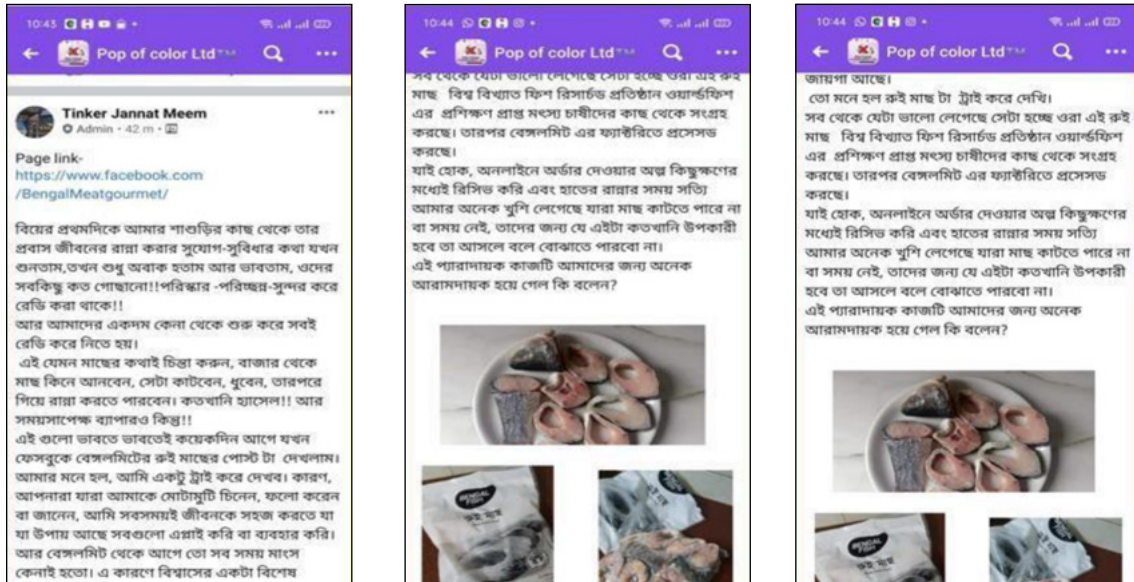 10:45
Pop of color Ltd™
Tinker Jannat Meem
Admin • 42 m •
Page link-
https://www.facebook.com
/BengalMeatgourmet/
বিয়ের প্রথমদিকে আমার শাশুড়ির কাছ থেকে তার
প্রবাস জীবনের রান্না করার সুযোগ-সুবিধার কথা যখন
শুনতাম,তখন শুধু অবাক হতাম আর ভাবতাম, ওদের
সবকিছু কত গোছানো!!পরিস্কার -পরিচ্ছন্ন-সুন্দর করে
রেডি করা থাকে!!
আর আমাদের একদম কেনা থেকে শুরু করে সবই
রেডি করে নিতে হয়।
এই যেমন মাছের কথাই চিন্তা করুন, বাজার থেকে
মাছ কিনে আনবেন, সেটা কাটবেন, ধুবেন, তারপরে
গিয়ে রান্না করতে পারবেন। কতখানি হ্যাসেল!! আর
সময়সাপেক্ষ ব্যাপারও কিন্তু!!
এই গুলো ভাবতে ভাবতেই কয়েকদিন আগে যখন
ফেসবুকে বেঙ্গলমিটের রুই মাছের পোস্ট টা দেখলাম।
আমার মনে হল, আমি একটু ট্রাই করে দেখব। কারণ,
আপনারা যারা আমাকে মোটামুটি চিনেন, ফলো করেন
বা জানেন, আমি সবসময়ই জীবনকে সহজ করতে যা
যা উপায় আছে সবগুলো এপ্লাই করি বা ব্যবহার করি।
আর বেঙ্গলমিট থেকে আগে তো সব সময় মাংস
কেনাই হতো। এ কারণে বিশ্বাসের একটা বিশেষ
10:44
Pop of color Ltd™
সব থেকে যেটা ভালো লেগেছে সেটা হচ্ছে ওরা এই রুই
মাছ বিশ্ব বিখ্যাত ফিশ রিসার্চড প্রতিষ্ঠান ওয়ার্ল্ডফিশ
এর প্রশিক্ষণ প্রাপ্ত মৎস্য চাষীদের কাছ থেকে সংগ্রহ
করছে। তারপর বেঙ্গলমিট এর ফ্যাক্টরিতে প্রসেসড
করছে।
যাই হোক, অনলাইনে অর্ডার দেওয়ার অল্প কিছুক্ষণের
মধ্যেই রিসিভ করি এবং হাতের রান্নার সময় সত্যি
আমার অনেক খুশি লেগেছে যারা মাছ কাটতে পারে না
বা সময় নেই, তাদের জন্য যে এইটা কতখানি উপকারী
হবে তা আসলে বলে বোঝাতে পারবো না।
এই প্যারাদায়ক কাজটি আমাদের জন্য অনেক
আরামদায়ক হয়ে গেল কি বলেন?
BENGAL
FISH
রুই মাছ
10:44
Pop of color Ltd™
জায়গা আছে।
তো মনে হল রুই মাছ টা ট্রাই করে দেখি।
সব থেকে যেটা ভালো লেগেছে সেটা হচ্ছে ওরা এই রুই
মাছ বিশ্ব বিখ্যাত ফিশ রিসার্চড প্রতিষ্ঠান ওয়ার্ল্ডফিশ
এর প্রশিক্ষণ প্রাপ্ত মৎস্য চাষীদের কাছ থেকে সংগ্রহ
করছে। তারপর বেঙ্গলমিট এর ফ্যাক্টরিতে প্রসেসড
করছে।
যাই হোক, অনলাইনে অর্ডার দেওয়ার অল্প কিছুক্ষণের
মধ্যেই রিসিভ করি এবং হাতের রান্নার সময় সত্যি
আমার অনেক খুশি লেগেছে যারা মাছ কাটতে পারে না
বা সময় নেই, তাদের জন্য যে এইটা কতখানি উপকারী
হবে তা আসলে বলে বোঝাতে পারবো না।
এই প্যারাদায়ক কাজটি আমাদের জন্য অনেক
আরামদায়ক হয়ে গেল কি বলেন?
BENGAL
FISH
রুই মাছ